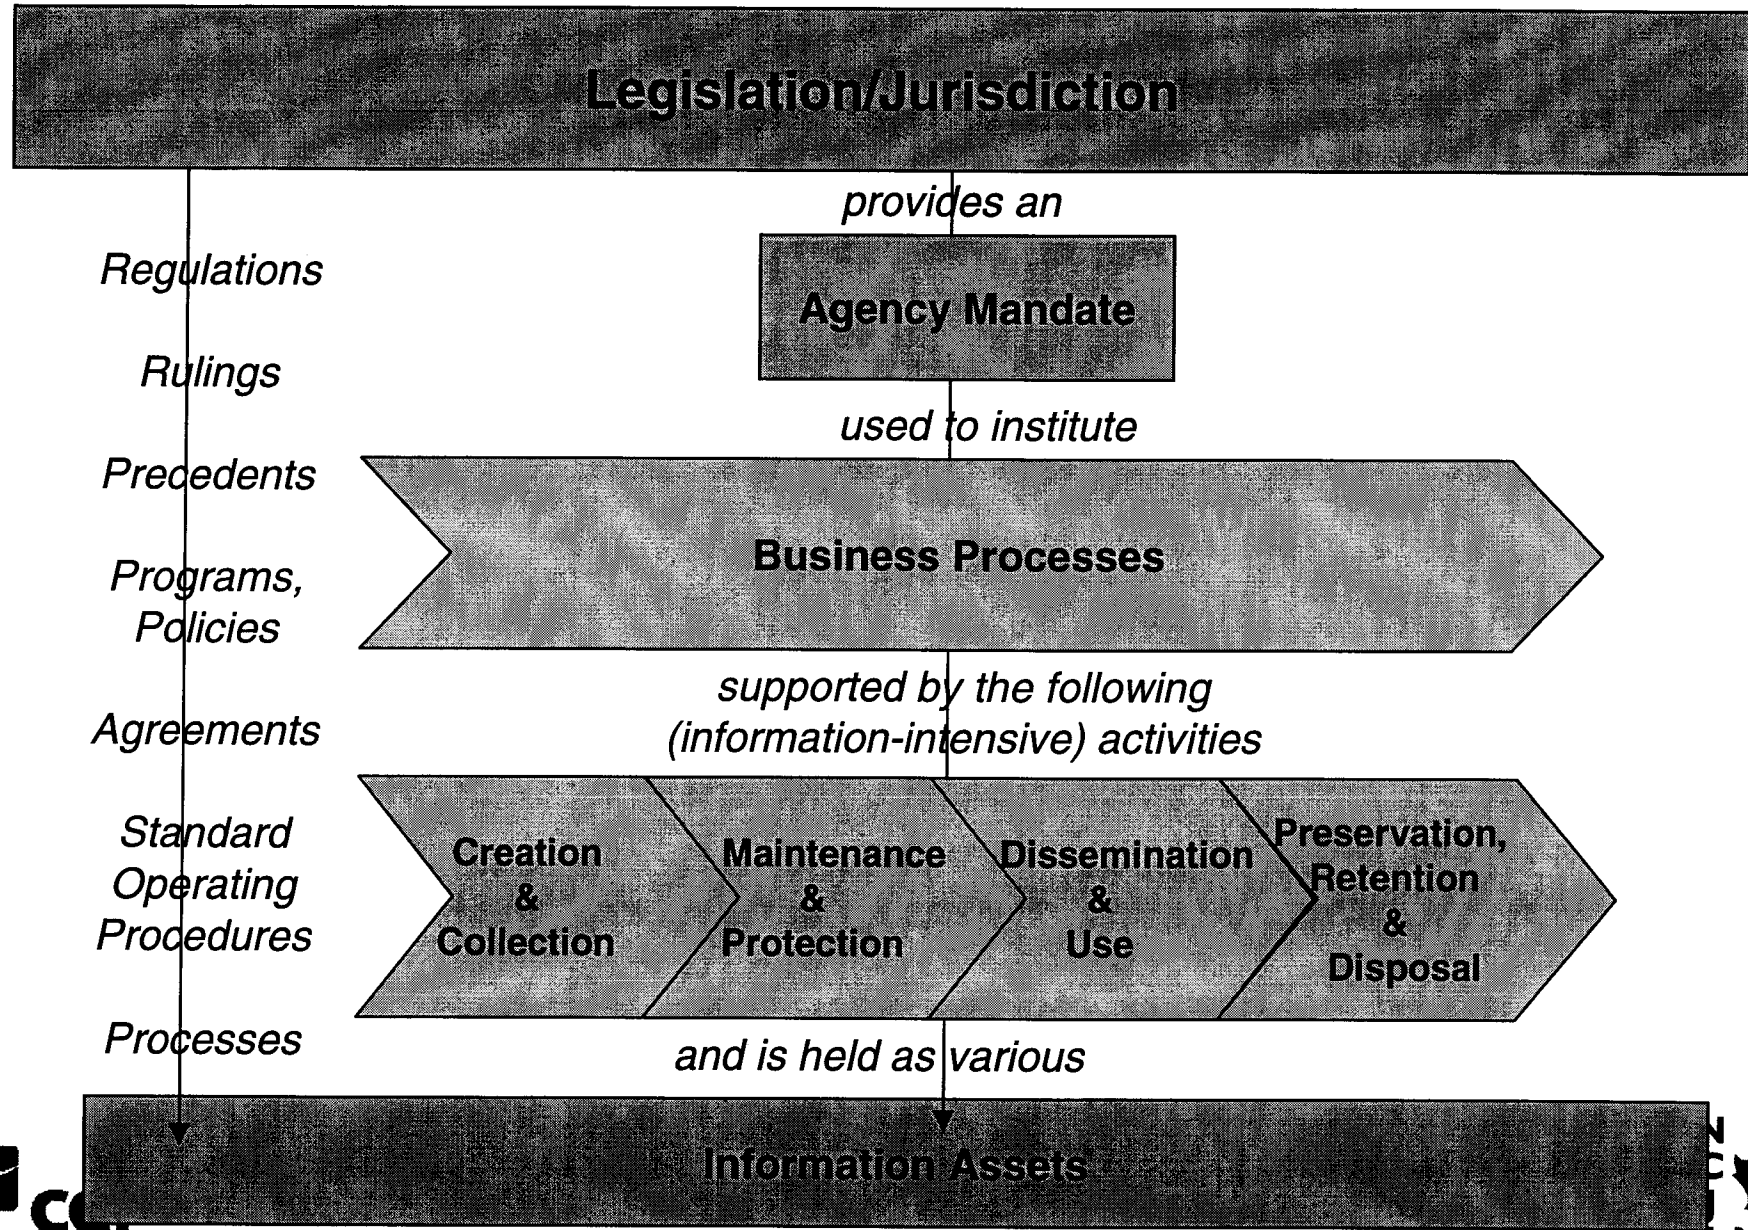 Legislation/Jurisdiction
provides an
Agency Mandate
used to institute
Business Processes
supported by the following
(information-intensive) activities
Creation
&
Collection
Maintenance
&
Protection
Dissemination
&
Use
Preservation,
Retention
&
Disposal
and is held as various
Regulations
Rulings
Precedents
Programs,
Policies
Agreements
Standard
Operating
Procedures
Processes
Information Assets